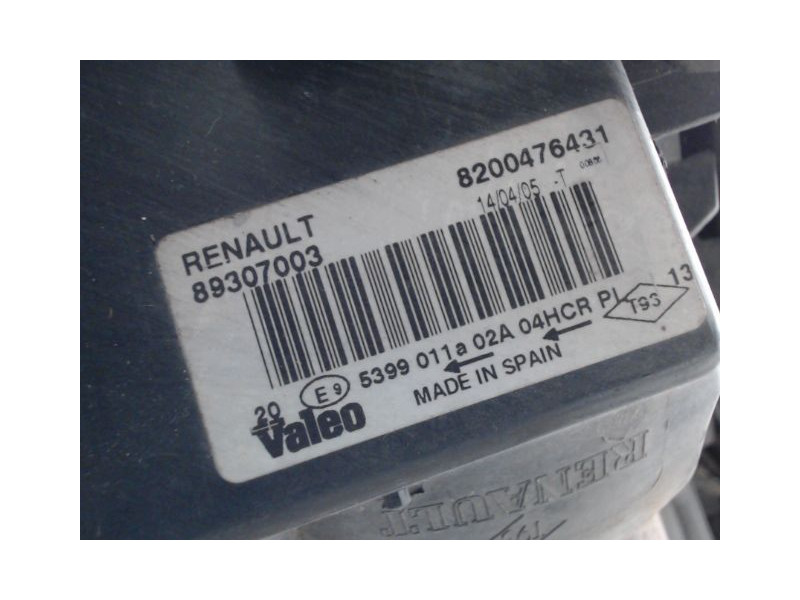 8200476431
14/04/05 -T
RENAULT
89307003
13
T93
20 E9 5399 011a 02A 04HCR PL
Valeo
MADE IN SPAIN
RENAULT